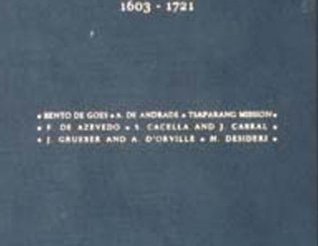 1603 - 1721
• BENTO DE GOES • A. DE ANDRADE • TSAPARANG MISSION •
• F. DE AZEVEDO • S. CACELLA AND J. CABRAL •
• J. GRUEBER AND A. D'ORVILLE • H. DESIDERI •